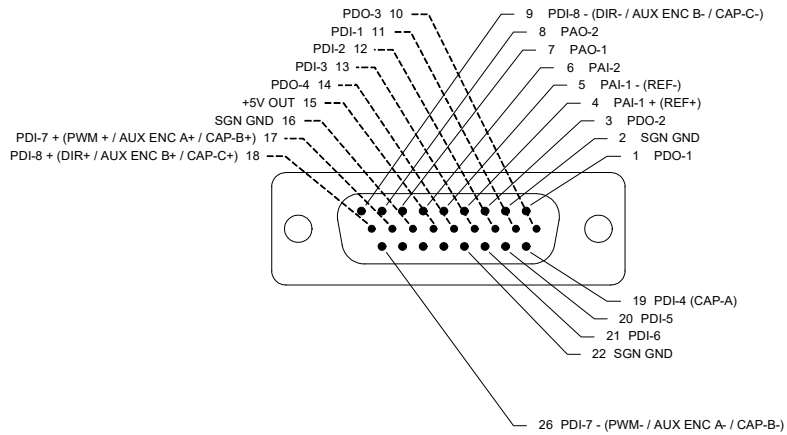 PDO-3 10
PDI-1 11
PDI-2 12
PDI-3 13
PDO-4 14
+5V OUT 15
SGN GND 16
PDI-7 + (PWM + / AUX ENC A+ / CAP-B+) 17
PDI-8 + (DIR+ / AUX ENC B+ / CAP-C+) 18
9 PDI-8 - (DIR- / AUX ENC B- / CAP-C-)
8 PAO-2
7 PAO-1
6 PAI-2
5 PAI-1 - (REF-)
4 PAI-1 + (REF+)
3 PDO-2
2 SGN GND
1 PDO-1
19 PDI-4 (CAP-A)
20 PDI-5
21 PDI-6
22 SGN GND
26 PDI-7 - (PWM- / AUX ENC A- / CAP-B-)